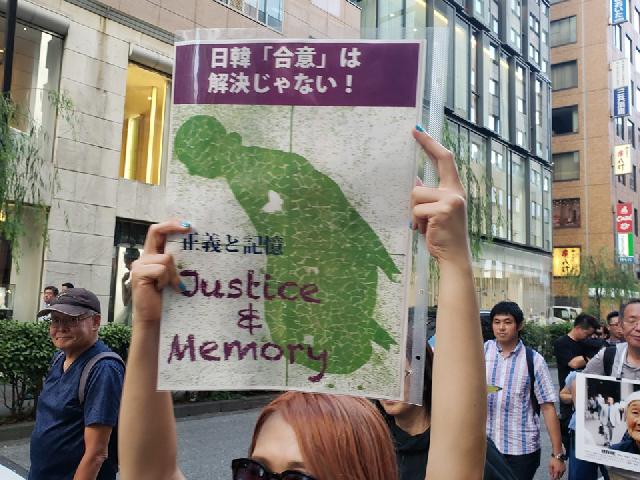 日韓「合意」は
解決じゃない！
正義と記憶
Justice
&
Memory